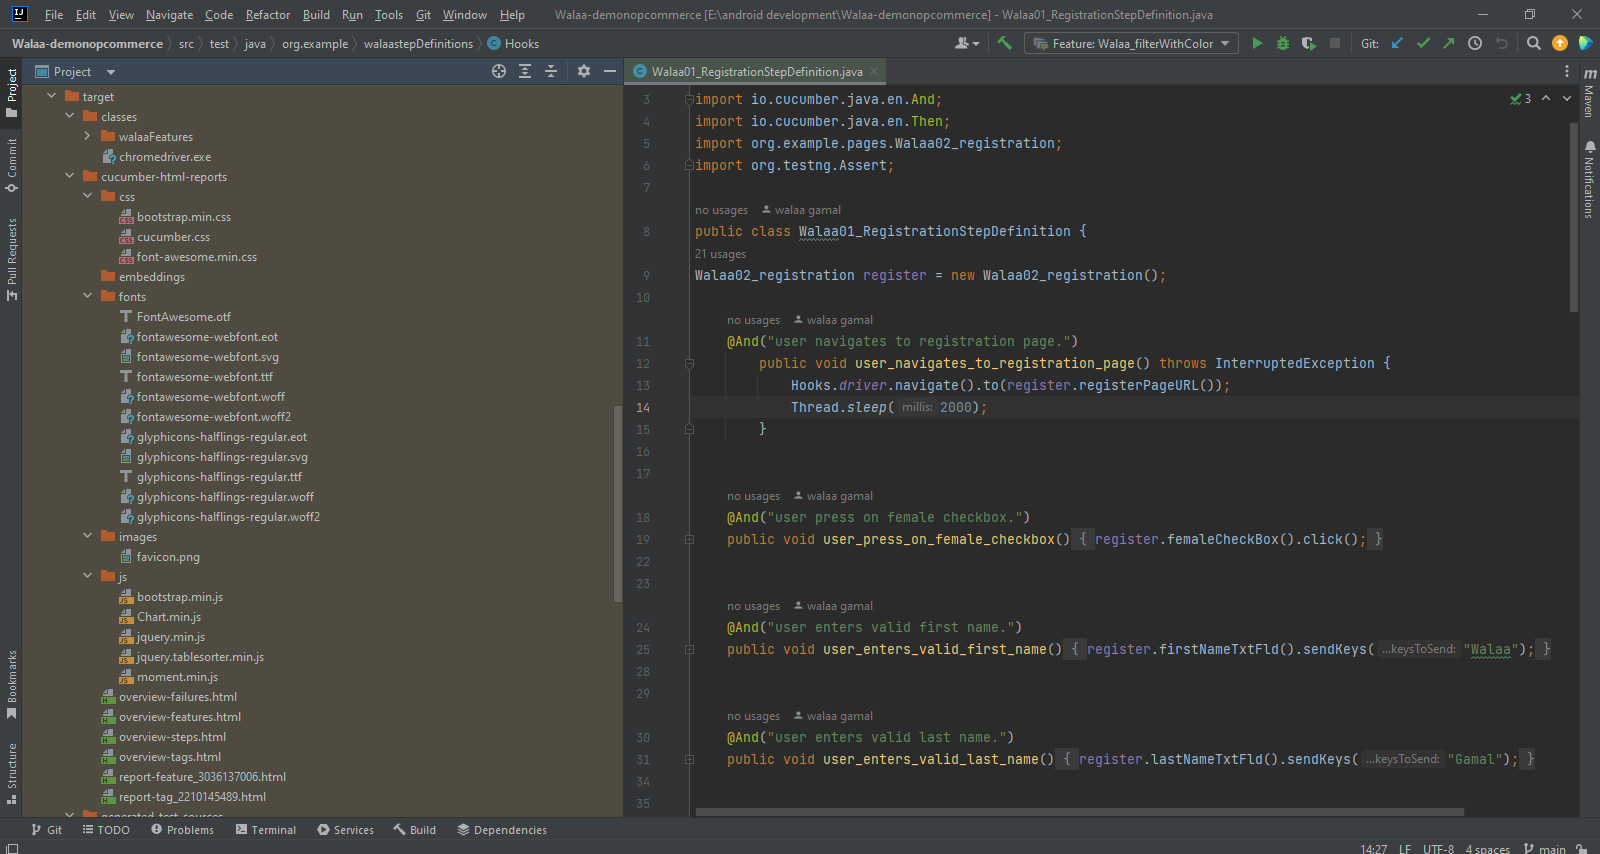 File Edit View Navigate Code Refactor Build Run Tools Git Window Help Walaa-demonopcommerce [E:\android development\Walaa-demonopcommerce] - Walaa01_RegistrationStepDefinition.java
Walaa-demonopcommerce src test java org.example walaastepDefinitions Hooks Feature: Walaa_filterWithColor Git:
Project
Walaa01_RegistrationStepDefinition.java
Project
Commit
Pull Requests
Bookmarks
Structure
target
classes
walaaFeatures
chromedriver.exe
cucumber-html-reports
css
bootstrap.min.css
cucumber.css
font-awesome.min.css
embeddings
fonts
FontAwesome.otf
fontawesome-webfont.eot
fontawesome-webfont.svg
fontawesome-webfont.ttf
fontawesome-webfont.woff
fontawesome-webfont.woff2
glyphicons-halflings-regular.eot
glyphicons-halflings-regular.svg
glyphicons-halflings-regular.ttf
glyphicons-halflings-regular.woff
glyphicons-halflings-regular.woff2
images
favicon.png
js
bootstrap.min.js
Chart.min.js
jquery.min.js
jquery.tablesorter.min.js
moment.min.js
overview-failures.html
overview-features.html
overview-steps.html
overview-tags.html
report-feature_3036137006.html
report-tag_2210145489.html
generated-test-sources
3 import io.cucumber.java.en.And;
3
4 import io.cucumber.java.en.Then;
5 import org.example.pages.Walaa02_registration;
6 import org.testng.Assert;
7
no usages walaa gamal
8 public class Walaa01_RegistrationStepDefinition {
21 usages
9 Walaa02_registration register = new Walaa02_registration();
10
no usages walaa gamal
11 @And("user navigates to registration page.")
12 public void user_navigates_to_registration_page() throws InterruptedException {
13 Hooks.driver.navigate().to(register.registerPageURL());
14 Thread.sleep( millis: 2000);
15 }
16
17
no usages walaa gamal
18 @And("user press on female checkbox.")
19 public void user_press_on_female_checkbox() { register.femaleCheckBox().click(); }
22
23
no usages walaa gamal
24 @And("user enters valid first name.")
25 public void user_enters_valid_first_name() { register.firstNameTxtFld().sendKeys( ...keysToSend: "Walaa"); }
28
29
no usages walaa gamal
30 @And("user enters valid last name.")
31 public void user_enters_valid_last_name() { register.lastNameTxtFld().sendKeys( ...keysToSend: "Gamal"); }
34
35
m Maven
Notifications
Git TODO Problems Terminal Services Build Dependencies
14:27 LF UTF-8 4 spaces main